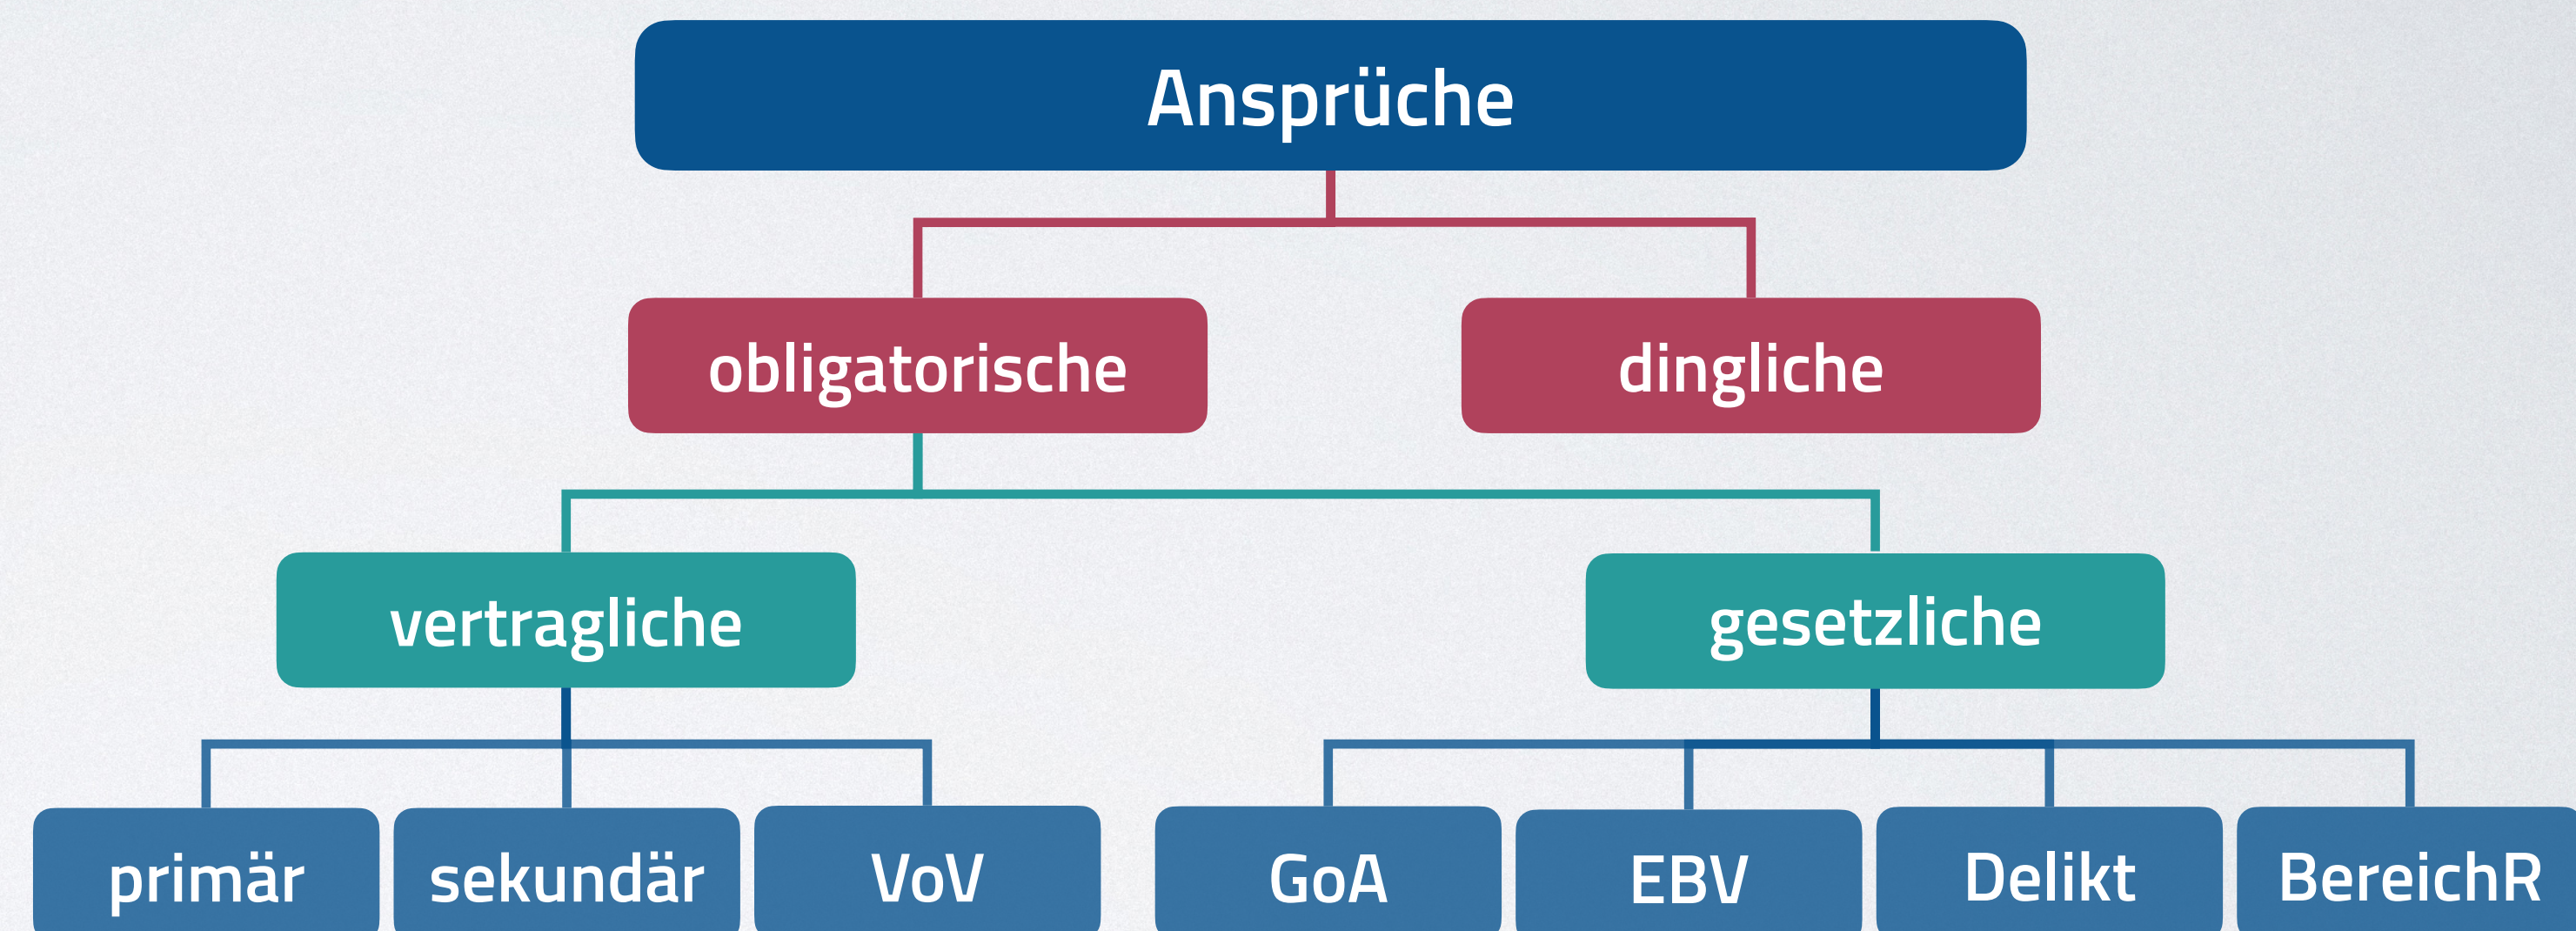 Ansprüche
obligatorische
dingliche
vertragliche
gesetzliche
primär
sekundär
VoV
GoA
EBV
Delikt
BereichR